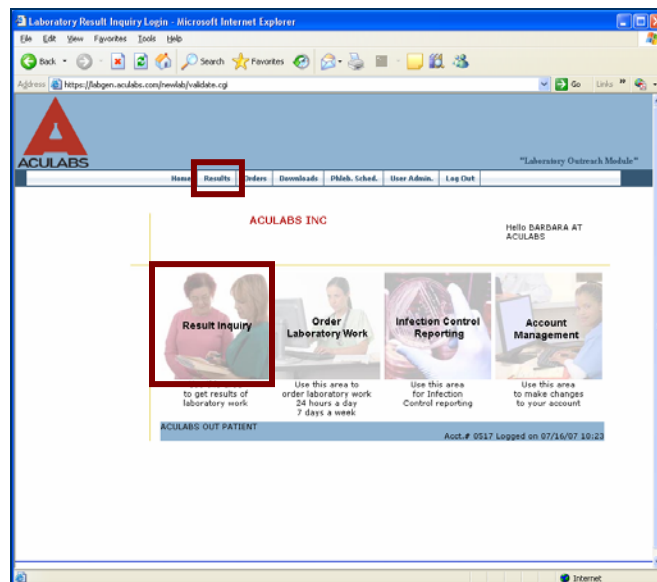 Laboratory Result Inquiry Login - Microsoft Internet Explorer
File Edit View Favorites Tools Help
Back Search Favorites
Address https://labgen.aculabs.com/newlab/validate.cgi Go Links »
ACULABS
"Laboratory Outreach Module"
Home Results Orders Downloads Phleb. Sched. User Admin. Log Out
ACULABS INC
Hello BARBARA AT
ACULABS
Result Inquiry
Order
Laboratory Work
Infection Control
Reporting
Account
Management
to get results of
laboratory work
Use this area to
order laboratory work
24 hours a day
7 days a week
Use this area
for Infection
Control reporting
Use this area
to make changes
to your account
ACULABS OUT PATIENT
Acct.# 0517 Logged on 07/16/07 10:23
Internet